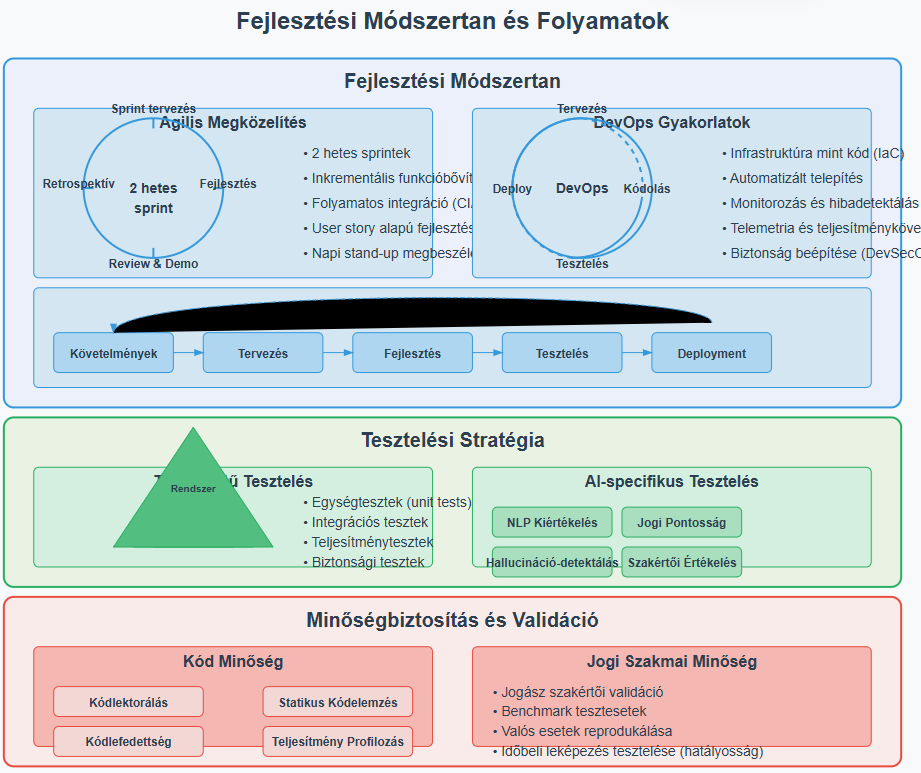 Fejlesztési Módszertan és Folyamatok
Fejlesztési Módszertan
Sprint tervezés
Agilis Megközelítés
Retrospektív
2 hetes
sprint
Fejlesztés
Review & Demo
• 2 hetes sprintek
• Inkrementális funkcióbővít
• Folyamatos integráció (CI
• User story alapú fejlesztés
• Napi stand-up megbeszéle
Tervezés
DevOps Gyakorlatok
Deploy
DevOps
Kódolás
Tesztelés
• Infrastruktúra mint kód (IaC)
• Automatizált telepítés
• Monitorozás és hibadetektálás
• Telemetria és teljesítményköve
• Biztonság beépítése (DevSecO
Követelmények
Tervezés
Fejlesztés
Tesztelés
Deployment
Tesztelési Stratégia
ű Tesztelés
Rendszer
• Egységtesztek (unit tests)
• Integrációs tesztek
• Teljesítménytesztek
• Biztonsági tesztek
AI-specifikus Tesztelés
NLP Kiértékelés
Jogi Pontosság
Hallucináció-detektálás
Szakértői Értékelés
Minőségbiztosítás és Validáció
Kód Minőség
Kódlektorálás
Statikus Kódelemzés
Kódlefedettség
Teljesítmény Profilozás
Jogi Szakmai Minőség
• Jogász szakértői validáció
• Benchmark tesztesetek
• Valós esetek reprodukálása
• Időbeli leképezés tesztelése (hatályosság)